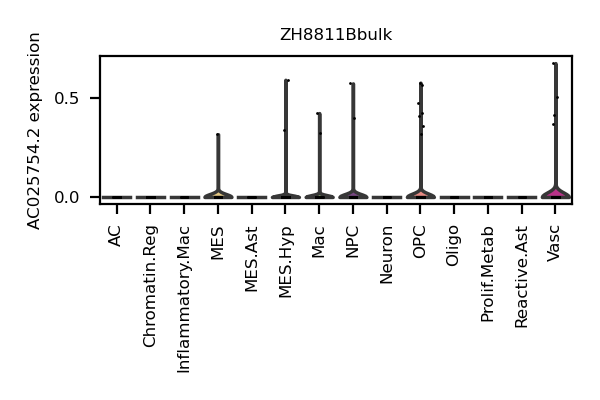 ZH8811Bbulk
AC025754.2 expression
0.5
0.0
AC
Chromatin.Reg
Inflammatory.Mac
MES
MES.Ast
MES.Hyp
Mac
NPC
Neuron
OPC
Oligo
Prolif.Metab
Reactive.Ast
Vasc